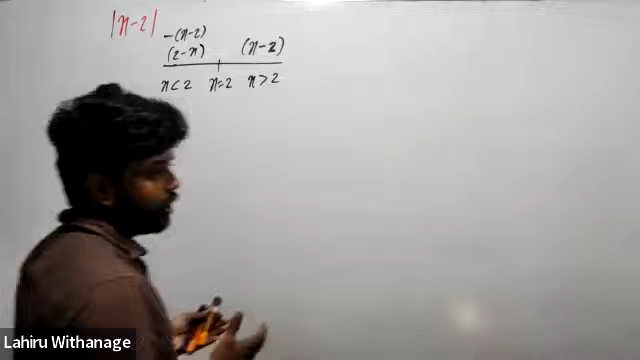 |x-2|
-(x-2)
(2-x) (x-2)
x<2 x=2 x>2
Lahiru Withanage